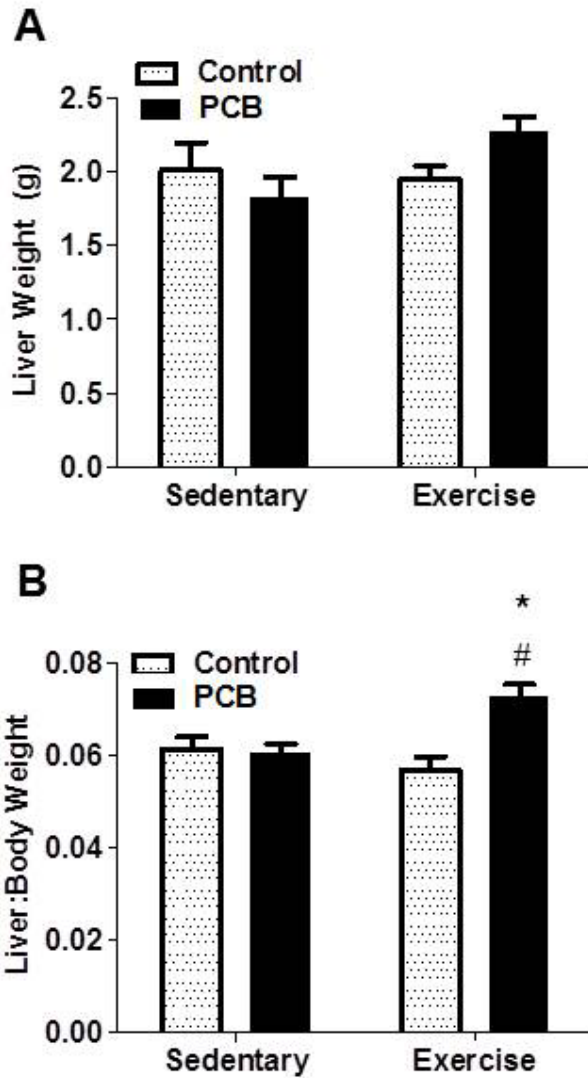 A
Control
PCB
2.5
2.0
1.5
1.0
0.5
0.0
Liver Weight (g)
Sedentary Exercise
B
*
#
Control
PCB
0.08
0.06
0.04
0.02
0.00
Liver:Body Weight
Sedentary Exercise